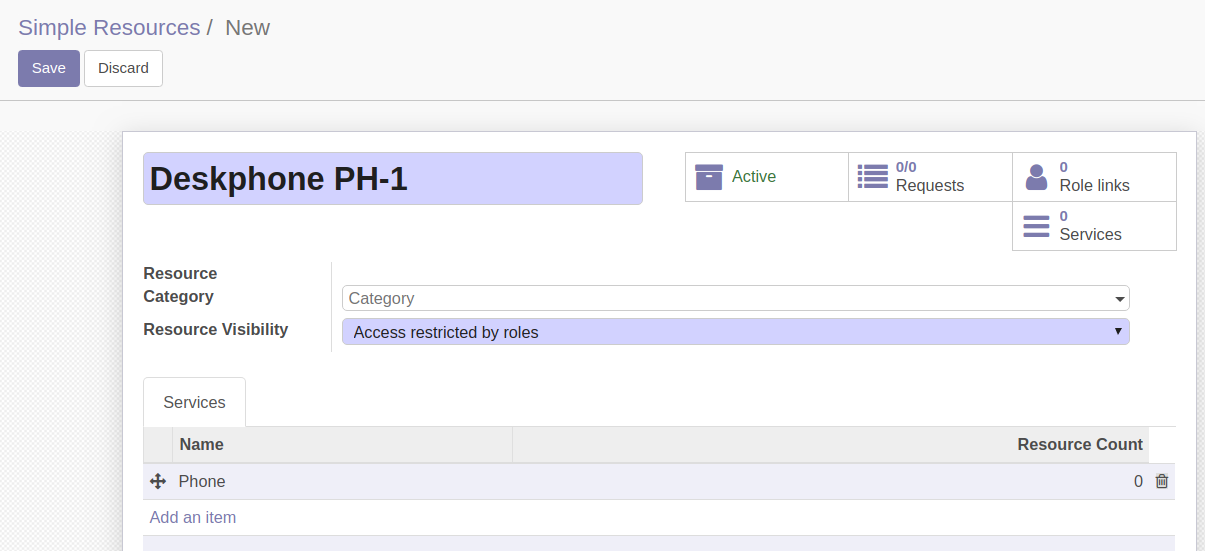 Simple Resources / New
Save Discard
Deskphone PH-1
Active
0/0
Requests
0
Role links
0
Services
Resource
Category
Category
Resource Visibility Access restricted by roles
Services
Name Resource Count
Phone 0
Add an item